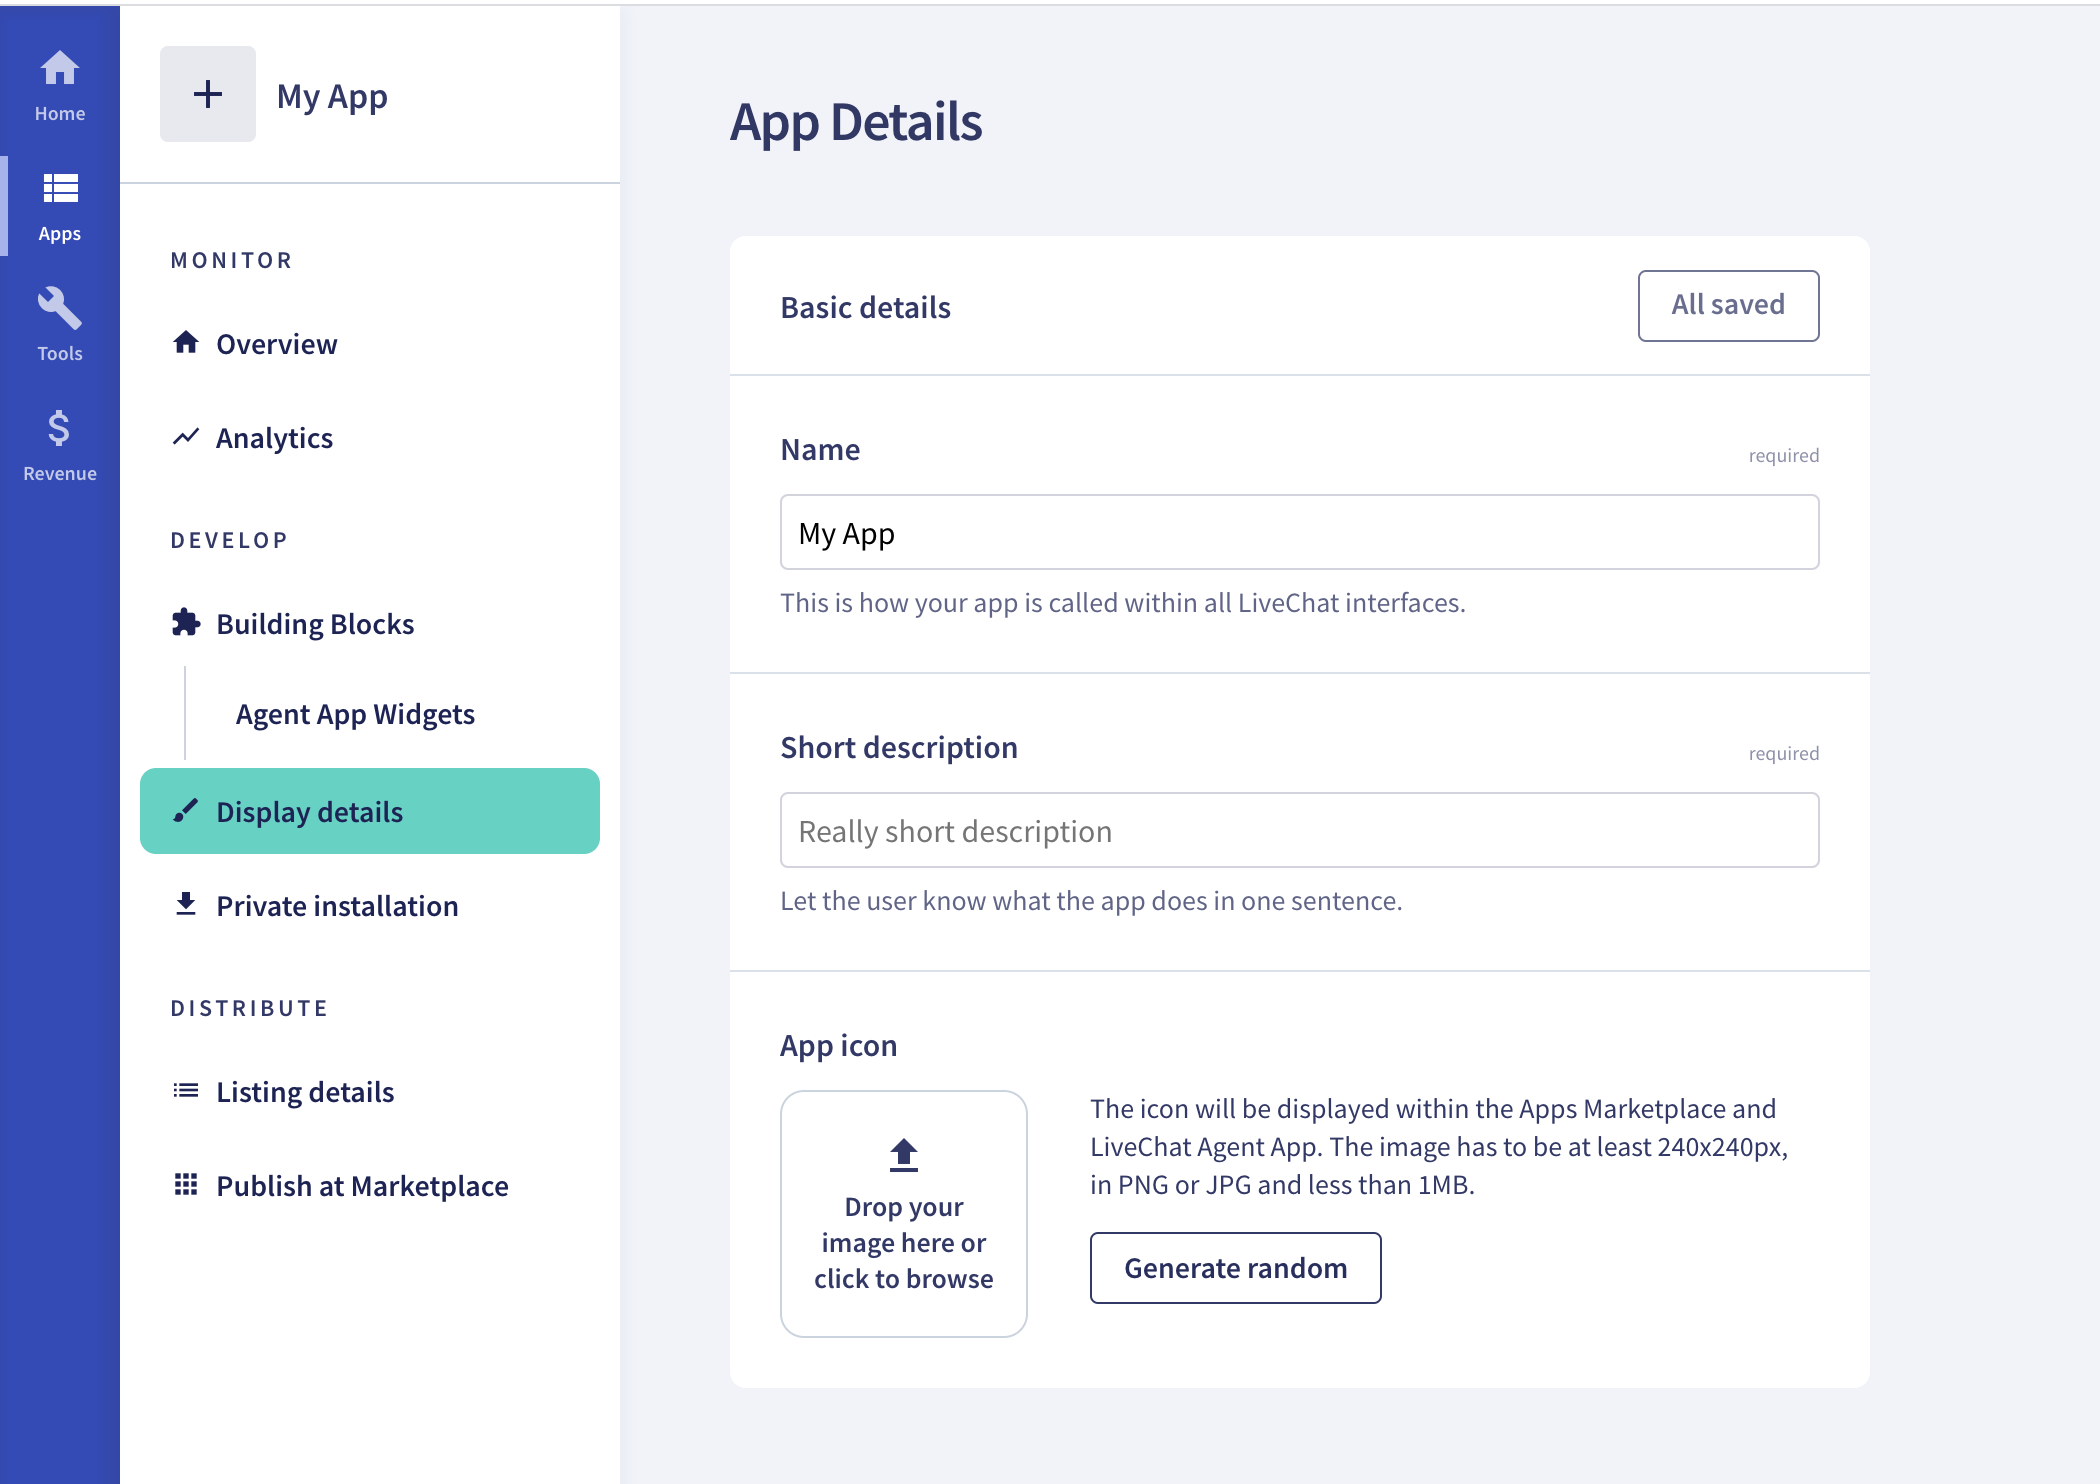 Home
Apps
Tools
Revenue
My App
MONITOR
Overview
Analytics
DEVELOP
Building Blocks
Agent App Widgets
Display details
Private installation
DISTRIBUTE
Listing details
Publish at Marketplace
App Details
Basic details
All saved
Name
required
My App
This is how your app is called within all LiveChat interfaces.
Short description
required
Really short description
Let the user know what the app does in one sentence.
App icon
Drop your
image here or
click to browse
The icon will be displayed within the Apps Marketplace and
LiveChat Agent App. The image has to be at least 240x240px,
in PNG or JPG and less than 1MB.
Generate random